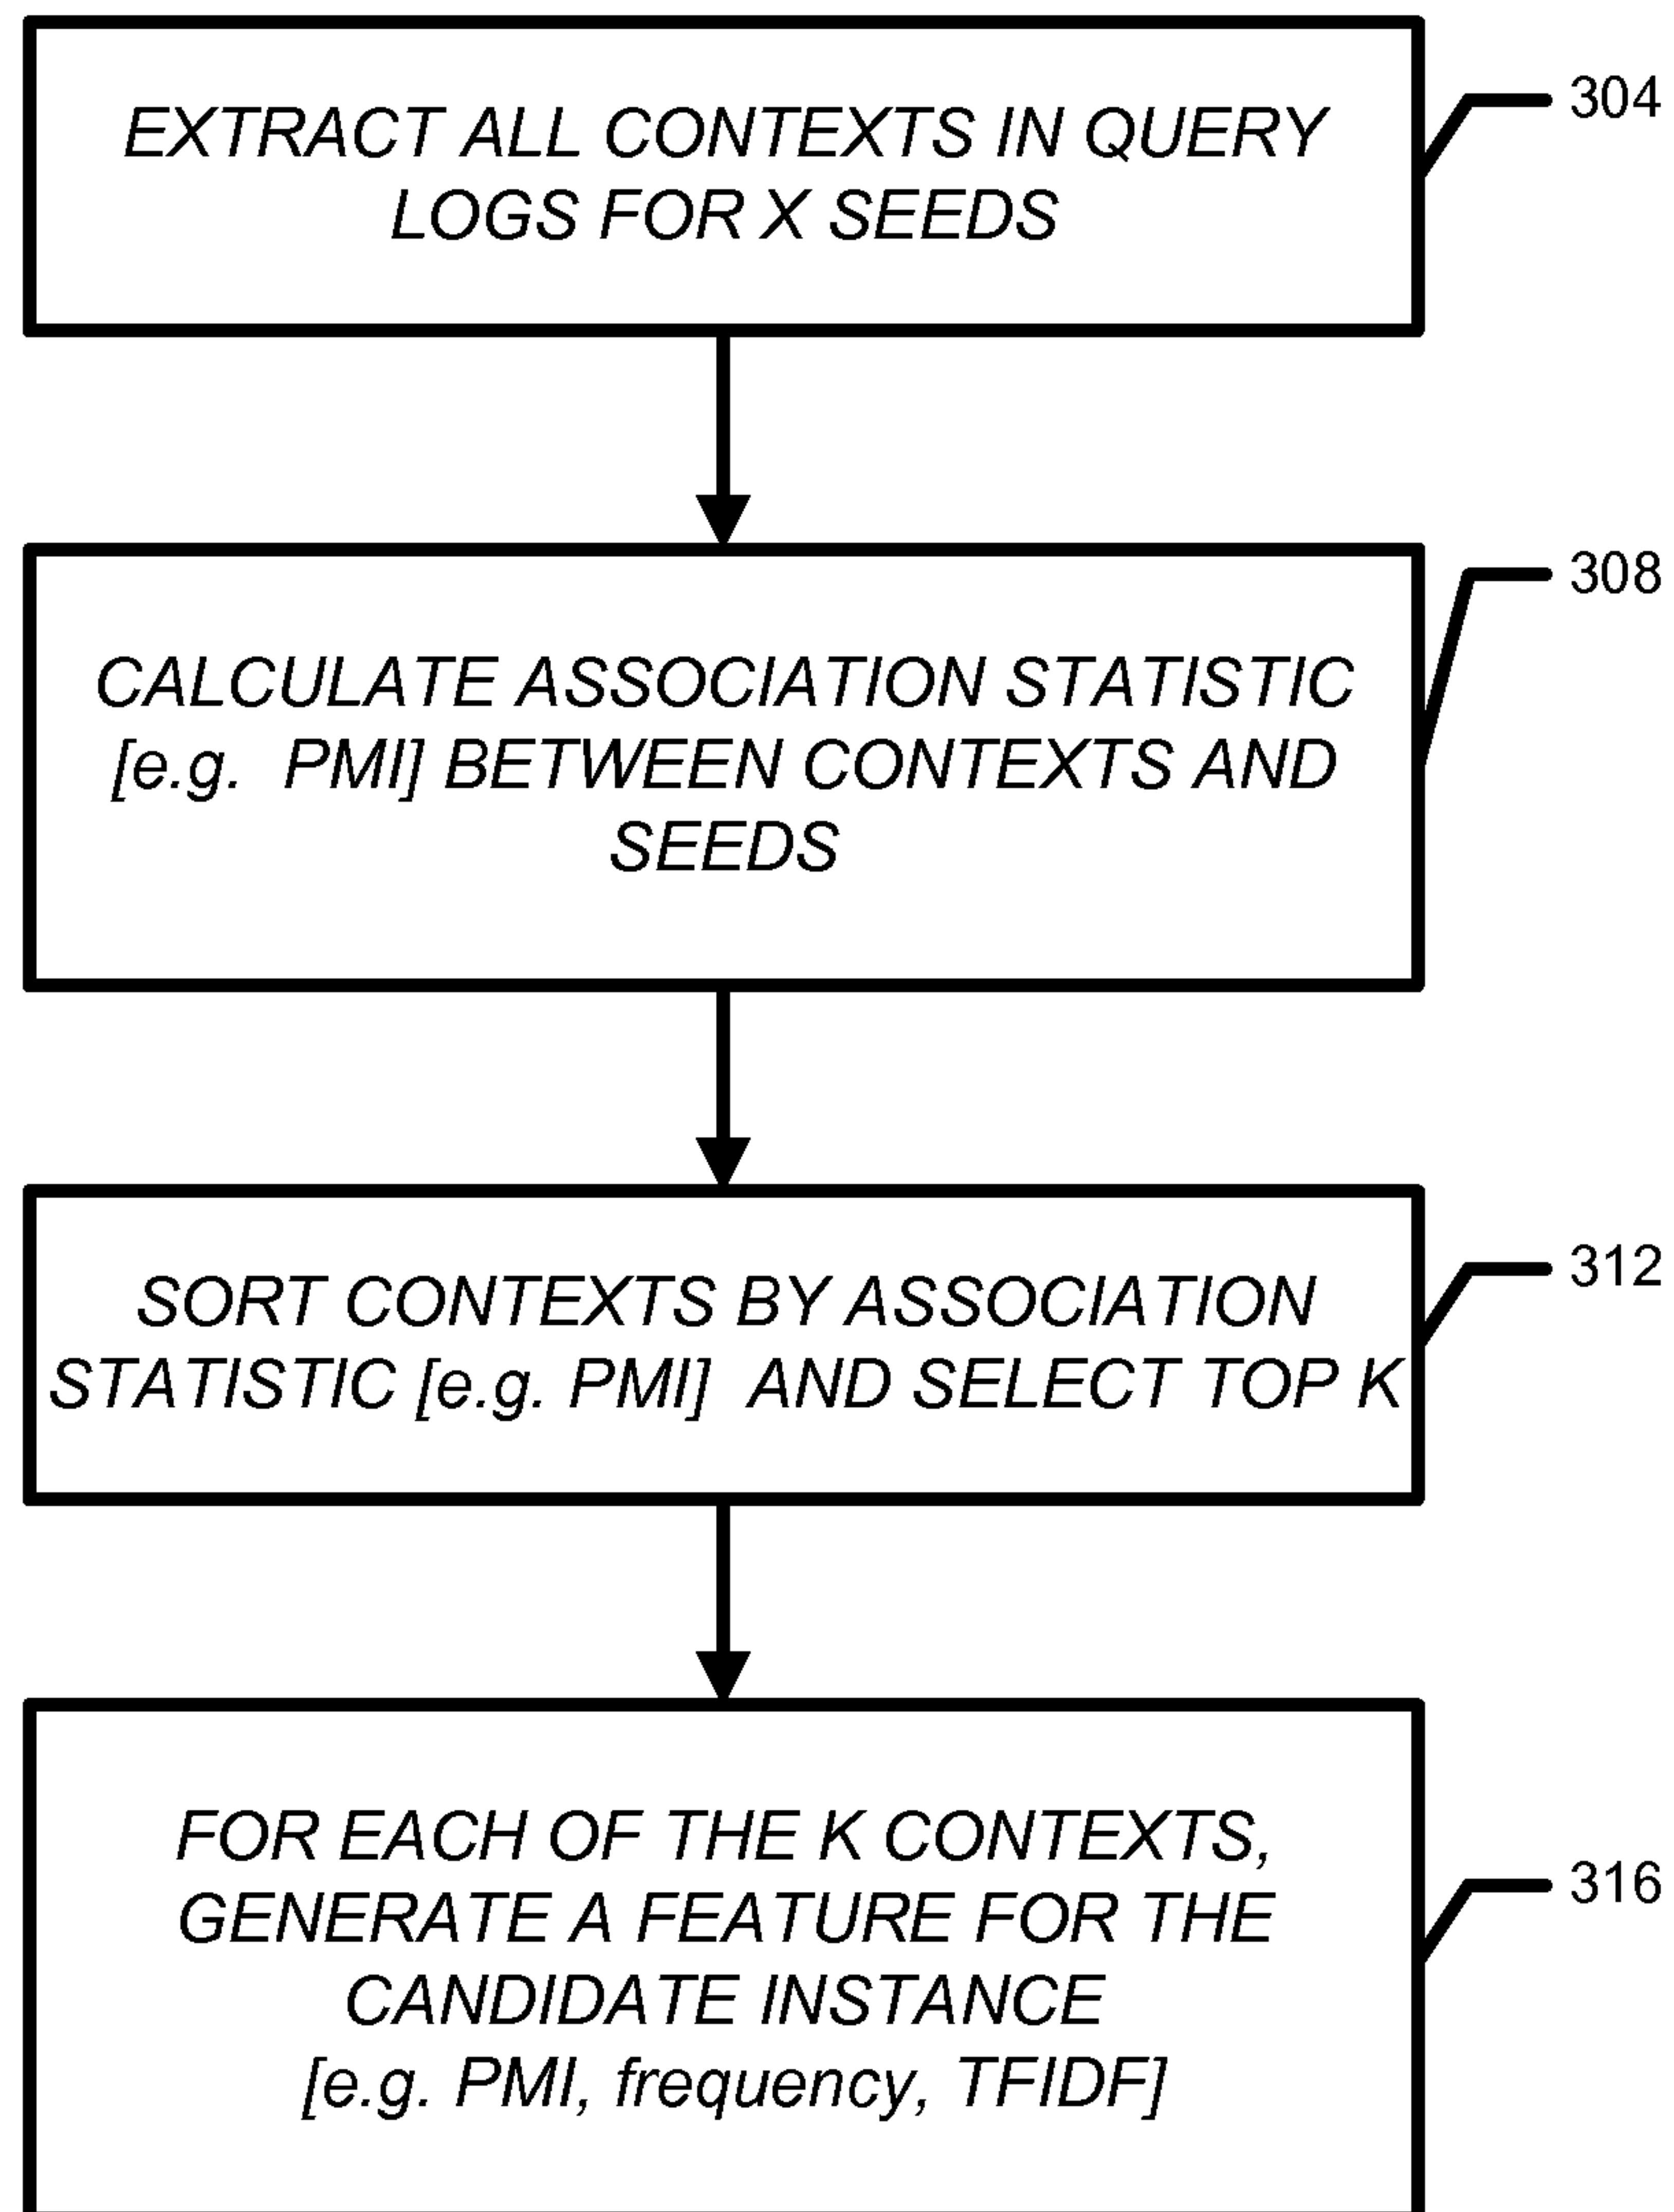 EXTRACT ALL CONTEXTS IN QUERY
LOGS FOR X SEEDS
304
CALCULATE ASSOCIATION STATISTIC
[e.g. PMI] BETWEEN CONTEXTS AND
SEEDS
308
SORT CONTEXTS BY ASSOCIATION
STATISTIC [e.g. PMI] AND SELECT TOP K
312
FOR EACH OF THE K CONTEXTS,
GENERATE A FEATURE FOR THE
CANDIDATE INSTANCE
[e.g. PMI, frequency, TFIDF]
316